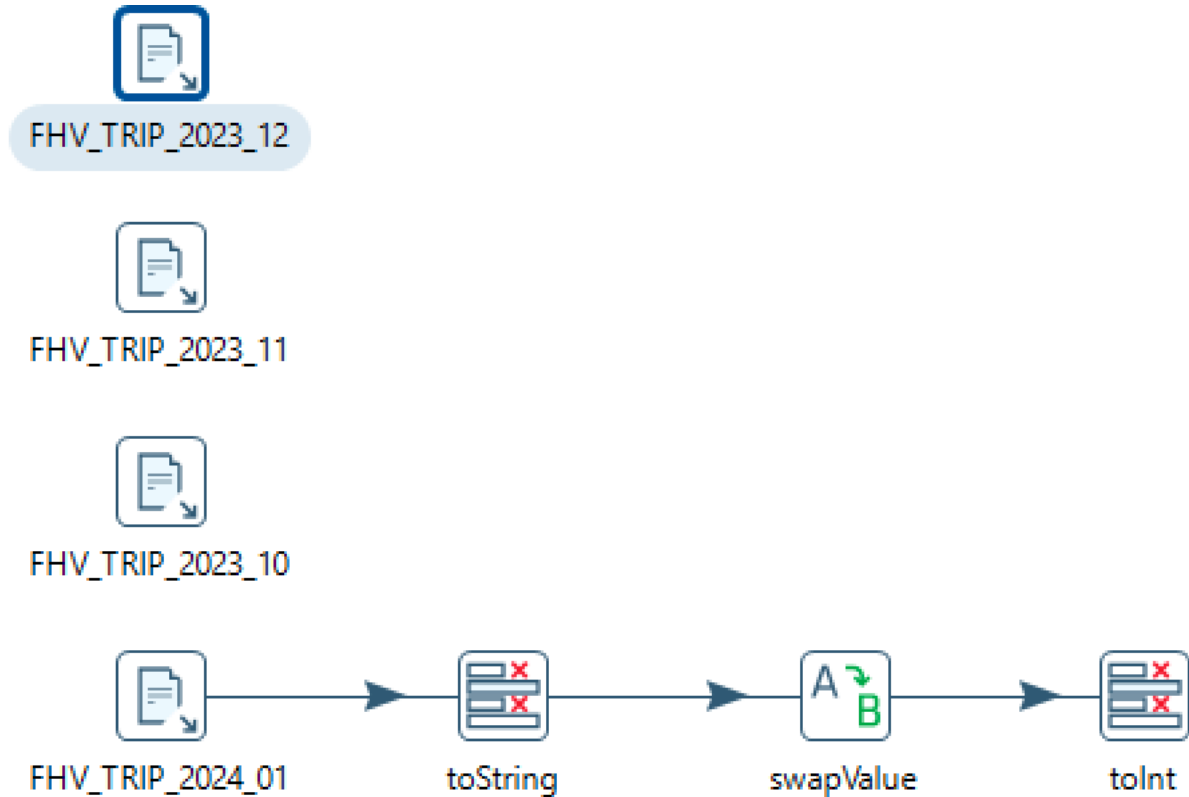 FHV_TRIP_2023_12
FHV_TRIP_2023_11
FHV_TRIP_2023_10
A B
FHV_TRIP_2024_01 toString swapValue toInt